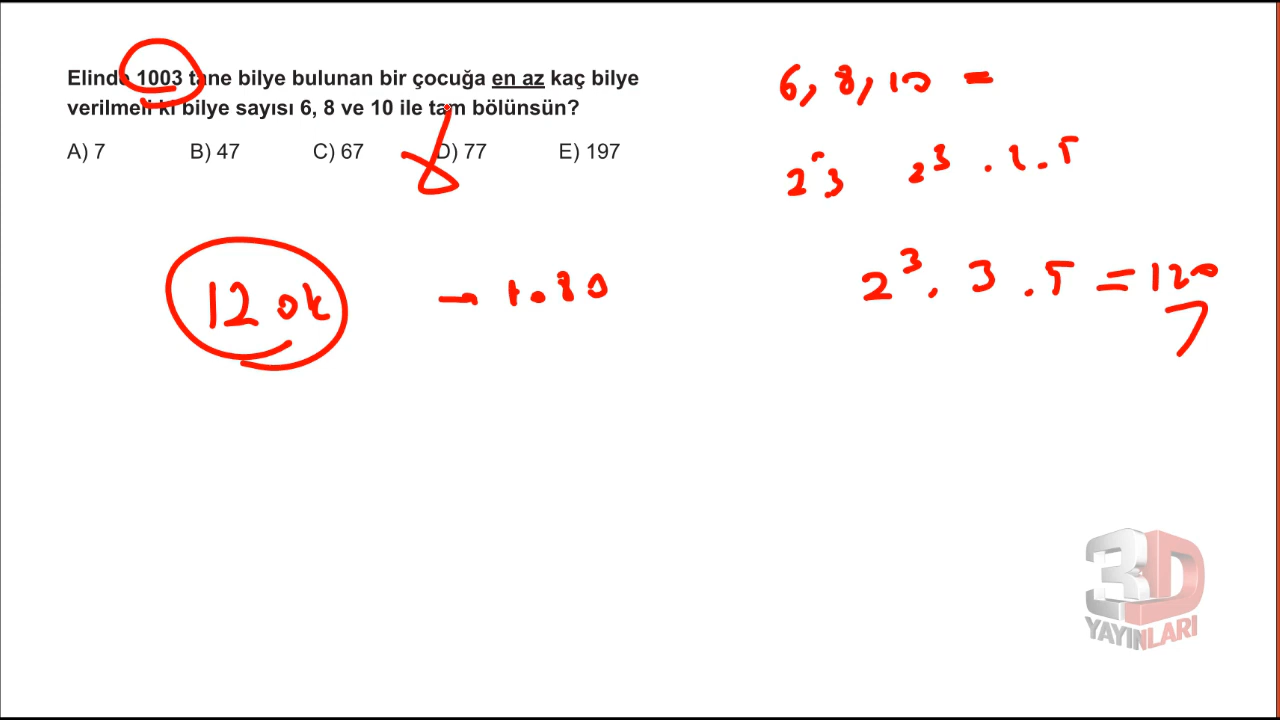 Elinde 1003 tane bilye bulunan bir çocuğa en az kaç bilye
verilmeli ki bilye sayısı 6, 8 ve 10 ile tam bölünsün?
A) 7 B) 47 C) 67 D) 77 E) 197
6, 8, 10 =
2 . 3 2³ . 2 . 5
2³ . 3 . 5 = 120
120k → 1080
3D
YAYINLARI